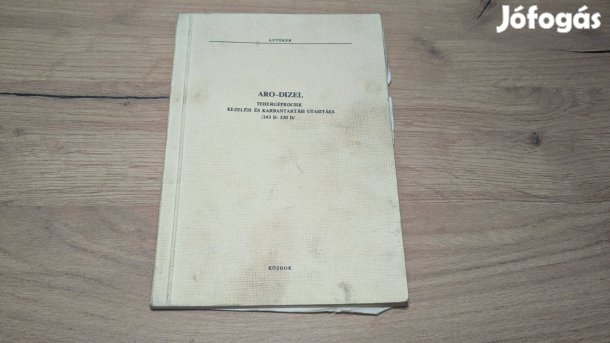 Jófogás
AUTÓKER
ARO-DIZEL
TEHERGÉPKOCSIK
KEZELÉSI ÉS KARBANTARTÁSI UTASÍTÁSA
/243 D; 320 D/
KÖZDOK